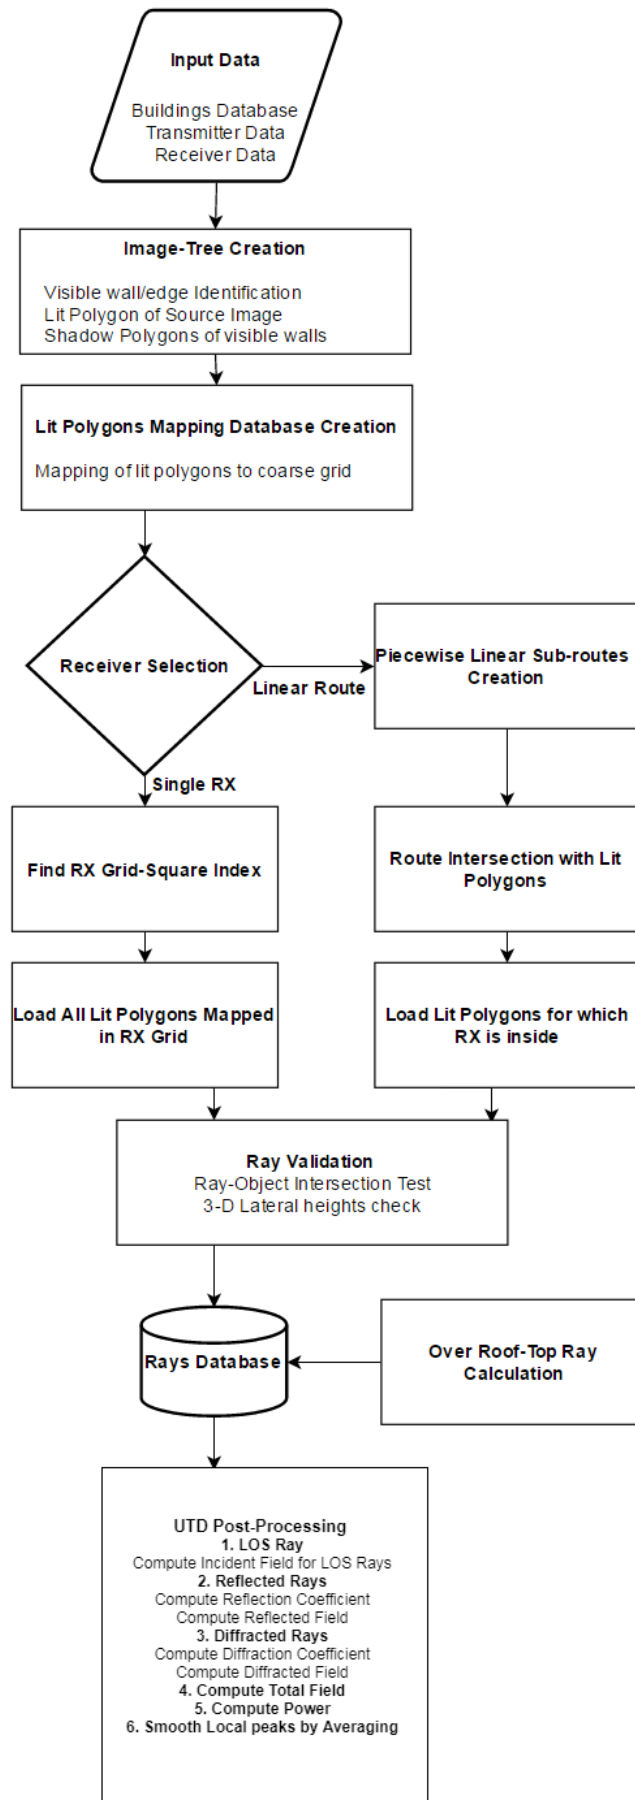 Input Data
Buildings Database
Transmitter Data
Receiver Data
Image-Tree Creation
Visible wall/edge Identification
Lit Polygon of Source Image
Shadow Polygons of visible walls
Lit Polygons Mapping Database Creation
Mapping of lit polygons to coarse grid
Receiver Selection
Linear Route
Piecewise Linear Sub-routes
Creation
Single RX
Find RX Grid-Square Index
Route Intersection with Lit
Polygons
Load All Lit Polygons Mapped
in RX Grid
Load Lit Polygons for which
RX is inside
Ray Validation
Ray-Object Intersection Test
3-D Lateral heights check
Rays Database
Over Roof-Top Ray
Calculation
UTD Post-Processing
1. LOS Ray
Compute Incident Field for LOS Rays
2. Reflected Rays
Compute Reflection Coefficient
Compute Reflected Field
3. Diffracted Rays
Compute Diffraction Coefficient
Compute Diffracted Field
4. Compute Total Field
5. Compute Power
6. Smooth Local peaks by Averaging